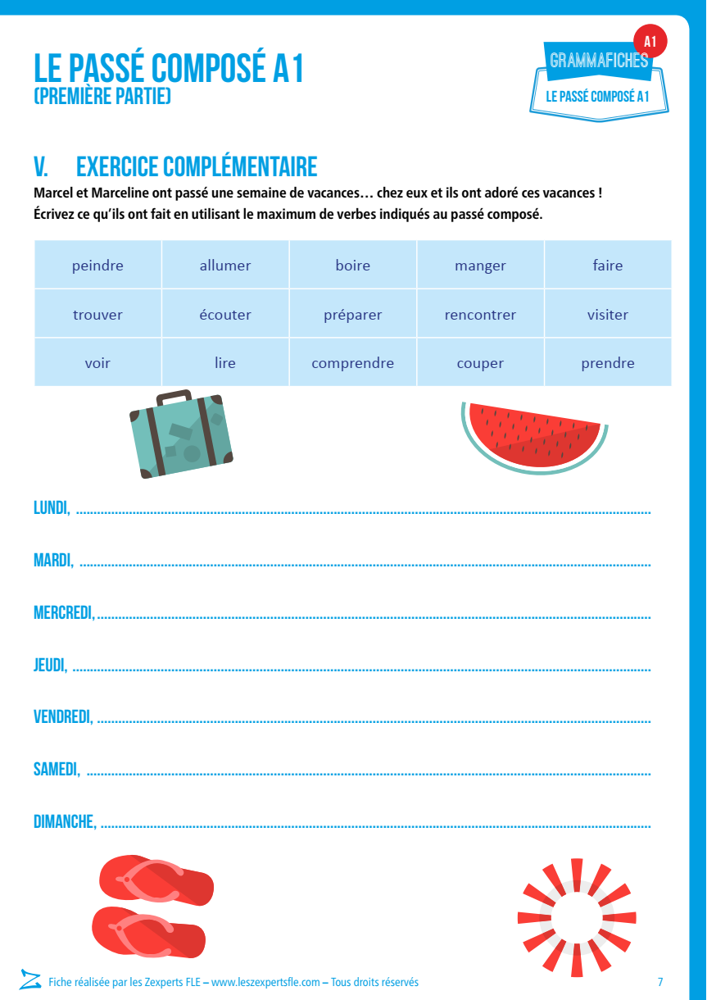 LE PASSÉ COMPOSÉ A1
(PREMIÈRE PARTIE)
A1
GRAMMAFICHES
LE PASSÉ COMPOSÉ A1
V. EXERCICE COMPLÉMENTAIRE
Marcel et Marceline ont passé une semaine de vacances… chez eux et ils ont adoré ces vacances !
Écrivez ce qu’ils ont fait en utilisant le maximum de verbes indiqués au passé composé.
peindre allumer boire manger faire
trouver écouter préparer rencontrer visiter
voir lire comprendre couper prendre
LUNDI, ........................................................................
MARDI, ........................................................................
MERCREDI, ........................................................................
JEUDI, ........................................................................
VENDREDI, ........................................................................
SAMEDI, ........................................................................
DIMANCHE, ........................................................................
Fiche réalisée par les Zexperts FLE – www.leszexpertsfle.com – Tous droits réservés 7